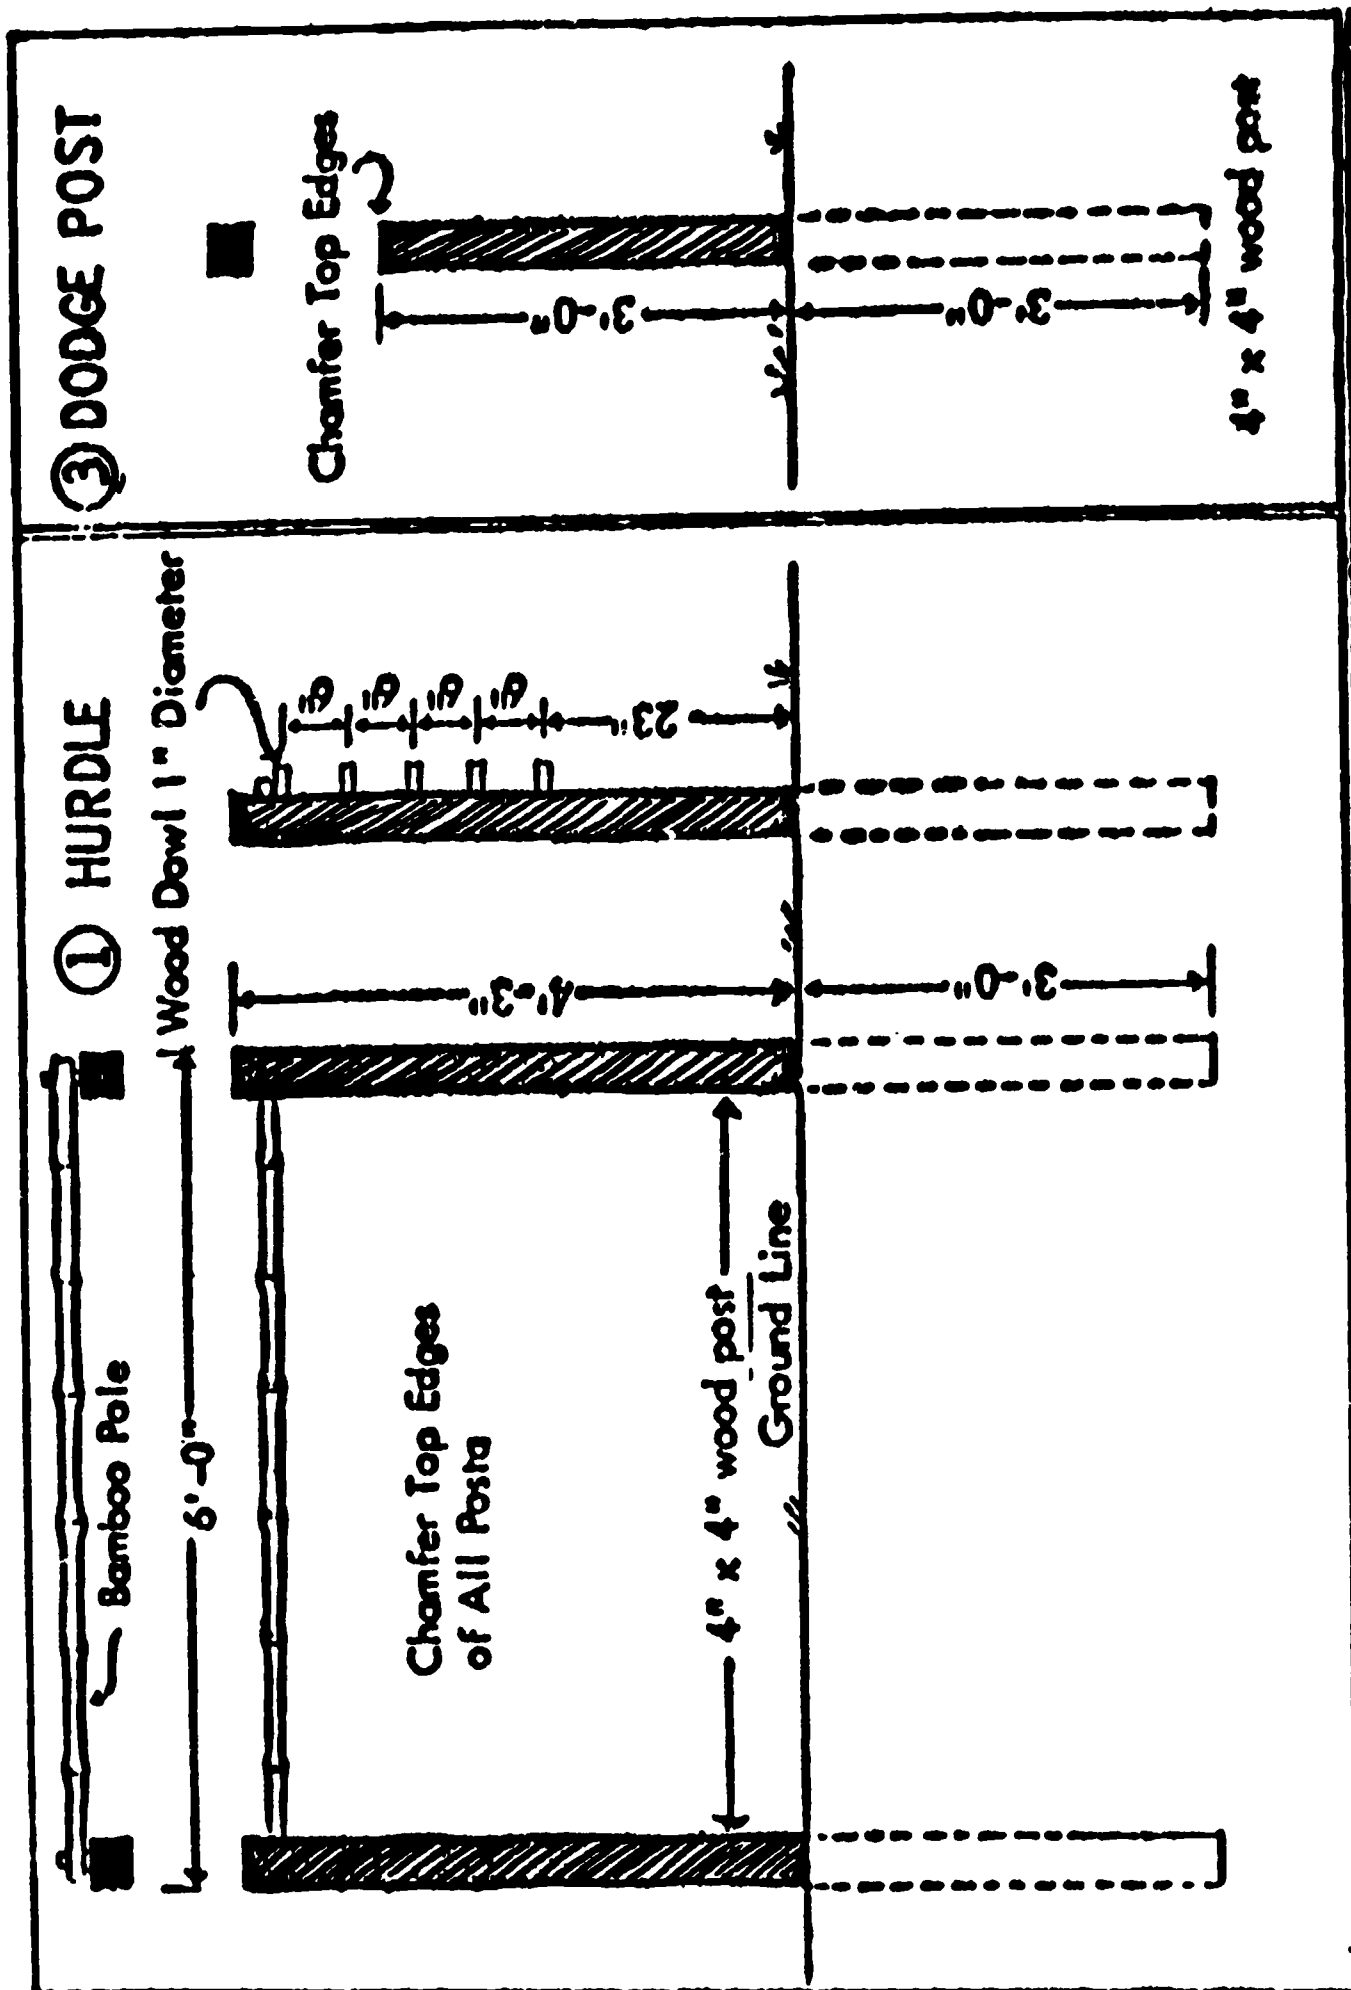 ① HURDLE
Bamboo Pole
Wood Dowl 1" Diameter
6'-0"
6"
6"
6"
6"
23"
4'-3"
3'-0"
Chamfer Top Edges
of All Posts
4" x 4" wood post
Ground Line
③ DODGE POST
Chamfer Top Edges
3'-0"
3'-0"
4" x 4" wood post